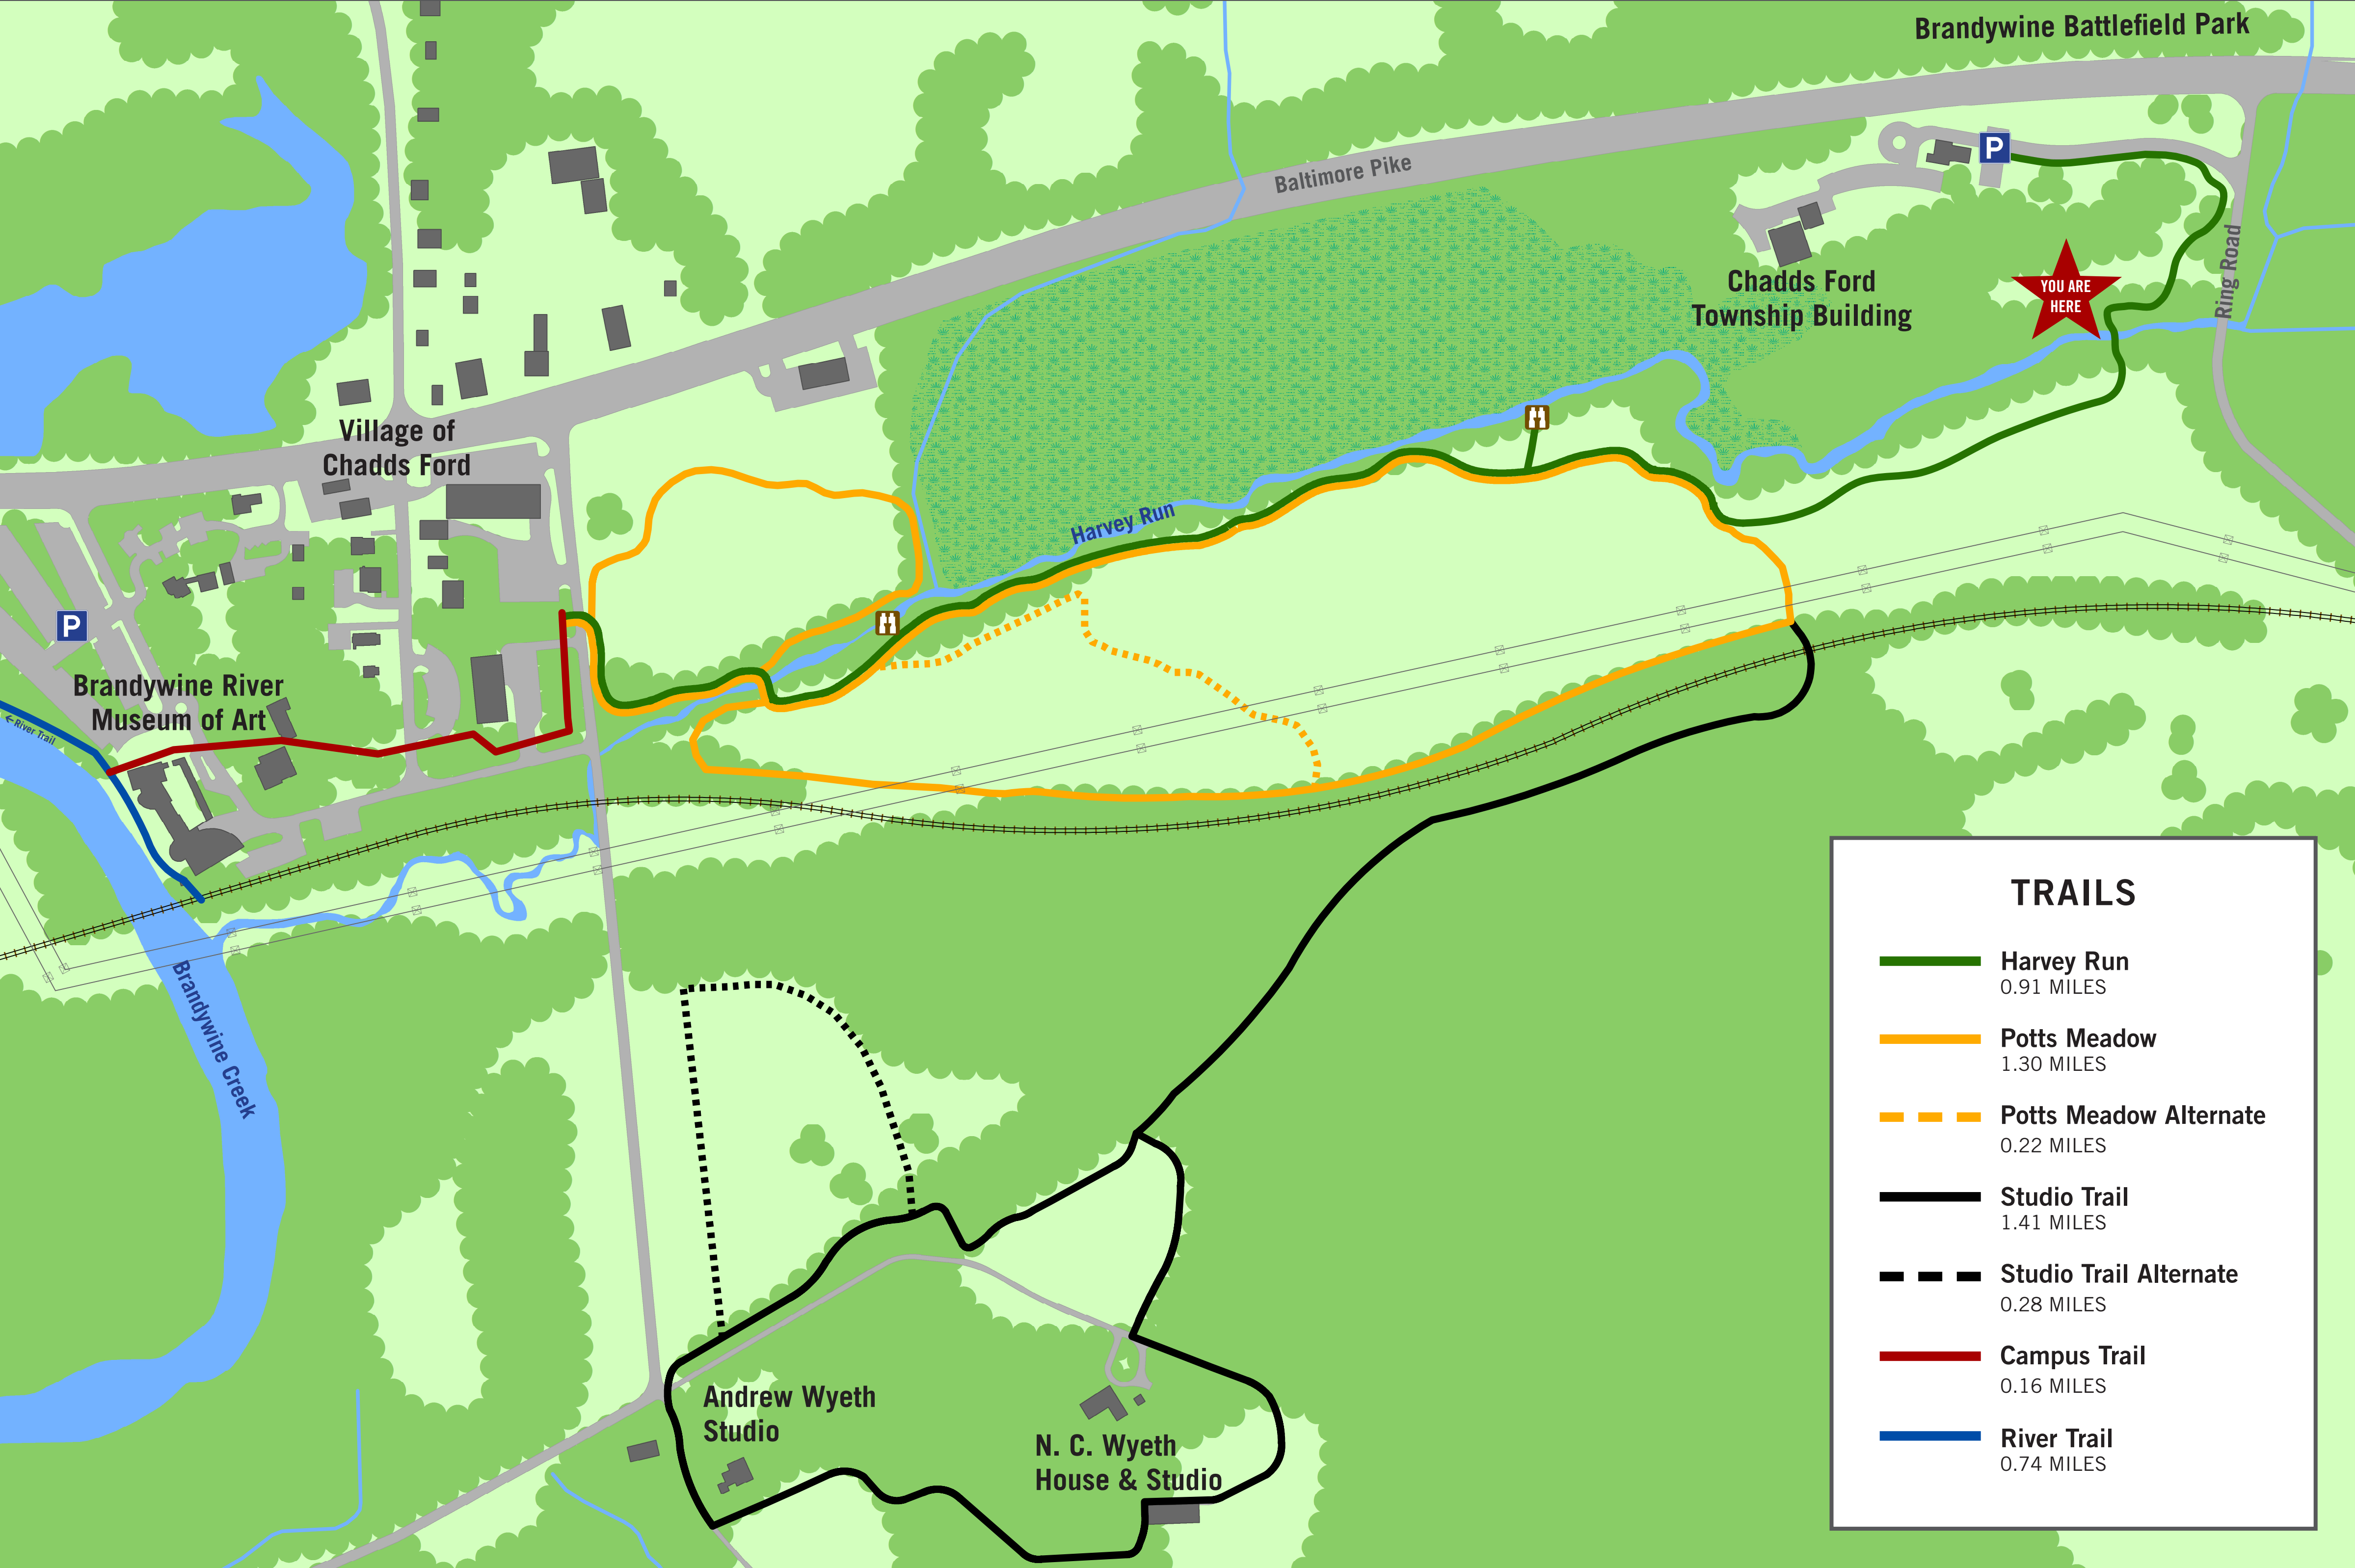 Brandywine Battlefield Park
Baltimore Pike
P
Chadds Ford
Township Building
YOU ARE
HERE
Ring Road
Village of
Chadds Ford
Harvey Run
P
Brandywine River
Museum of Art
←River Trail
Brandywine Creek
Andrew Wyeth
Studio
N. C. Wyeth
House & Studio
TRAILS
Harvey Run
0.91 MILES
Potts Meadow
1.30 MILES
Potts Meadow Alternate
0.22 MILES
Studio Trail
1.41 MILES
Studio Trail Alternate
0.28 MILES
Campus Trail
0.16 MILES
River Trail
0.74 MILES